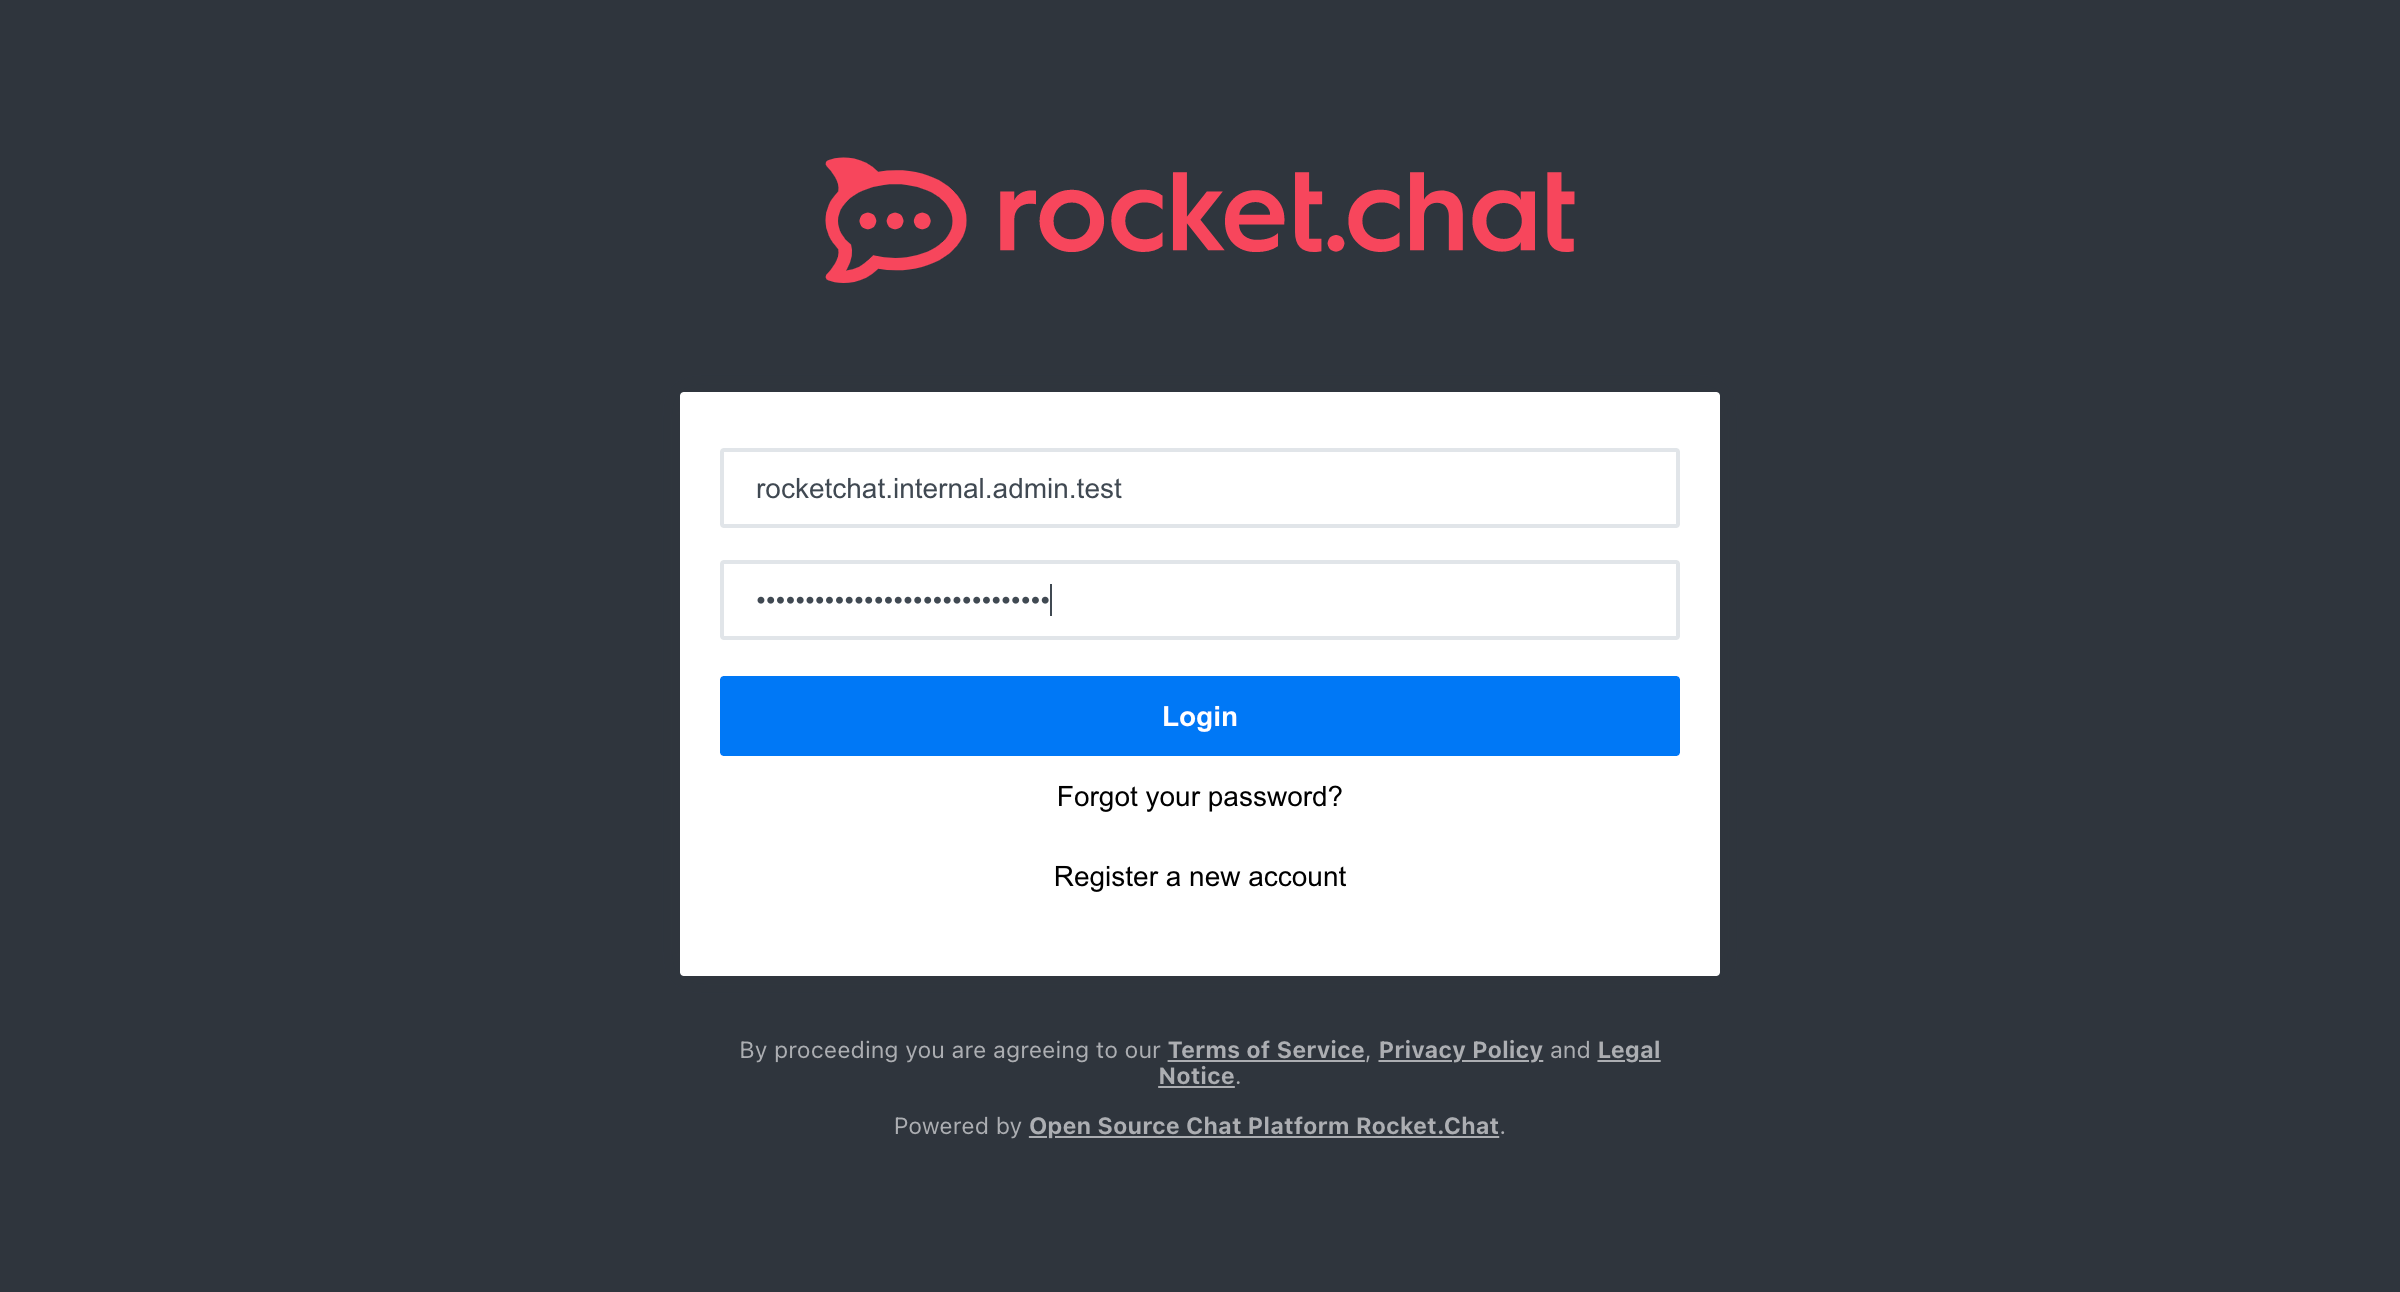 rocket.chat
rocketchat.internal.admin.test
••••••••••••••••••••••••••••••
Login
Forgot your password?
Register a new account
By proceeding you are agreeing to our Terms of Service, Privacy Policy and Legal
Notice.
Powered by Open Source Chat Platform Rocket.Chat.